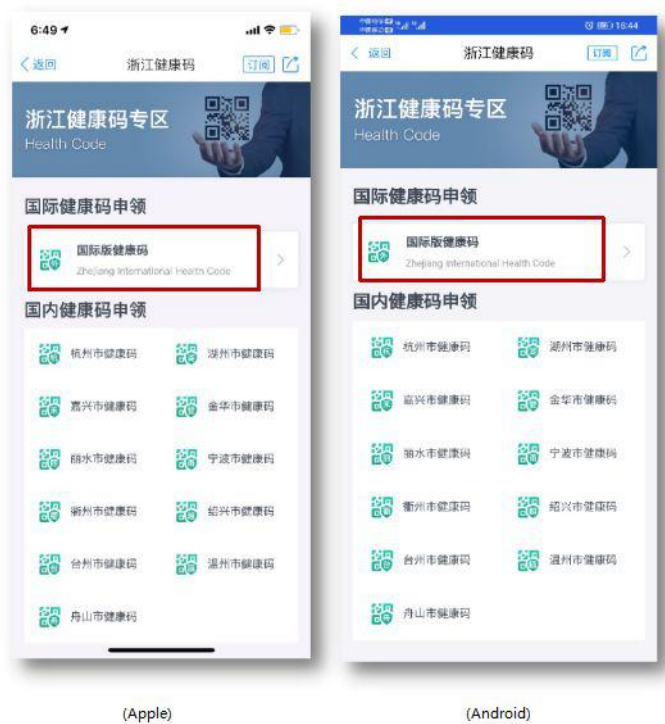 6:49
返回
浙江健康码
订阅
浙江健康码专区
Health Code
国际健康码申领
国际版健康码
Zhejiang International Health Code
国内健康码申领
杭州市健康码
湖州市健康码
嘉兴市健康码
金华市健康码
丽水市健康码
宁波市健康码
衢州市健康码
绍兴市健康码
台州市健康码
温州市健康码
舟山市健康码
(Apple)
16:44
返回
浙江健康码
订阅
浙江健康码专区
Health Code
国际健康码申领
国际版健康码
Zhejiang International Health Code
国内健康码申领
杭州市健康码
湖州市健康码
嘉兴市健康码
金华市健康码
丽水市健康码
宁波市健康码
衢州市健康码
绍兴市健康码
台州市健康码
温州市健康码
舟山市健康码
(Android)